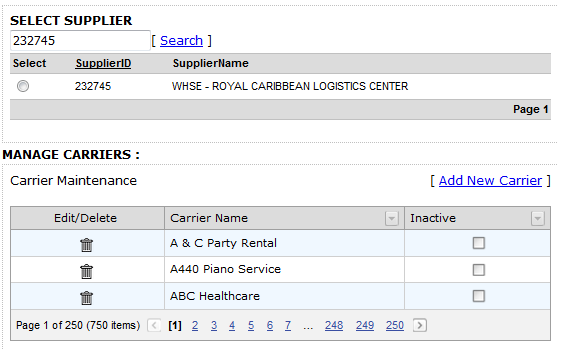 SELECT SUPPLIER
232745 [ Search ]
Select SupplierID SupplierName
232745 WHSE - ROYAL CARIBBEAN LOGISTICS CENTER
Page 1
MANAGE CARRIERS :
Carrier Maintenance [ Add New Carrier ]
Edit/Delete Carrier Name Inactive
A & C Party Rental
A440 Piano Service
ABC Healthcare
Page 1 of 250 (750 items) < [1] 2 3 4 5 6 7 ... 248 249 250 >